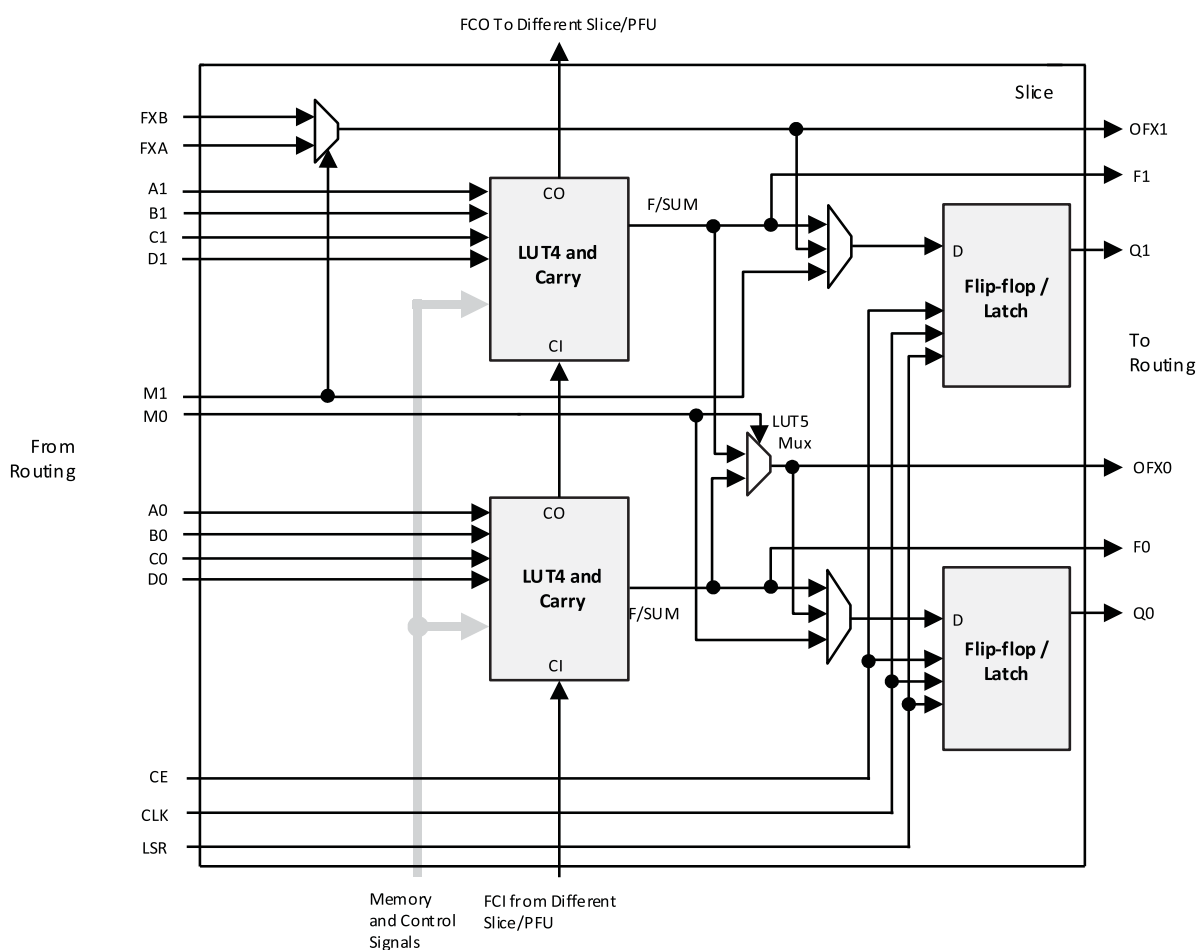 FCO To Different Slice/PFU
Slice
FXB
OFX1
FXA
A1
F1
B1
C1
D1
CO
F/SUM
LUT4 and
Carry
CI
D
Q1
Flip-flop /
Latch
To
Routing
M1
M0
LUT5
Mux
From
Routing
OFX0
A0
B0
C0
D0
CO
LUT4 and
Carry
F/SUM
CI
F0
D
Q0
Flip-flop /
Latch
CE
CLK
LSR
Memory
and Control
Signals
FCI from Different
Slice/PFU